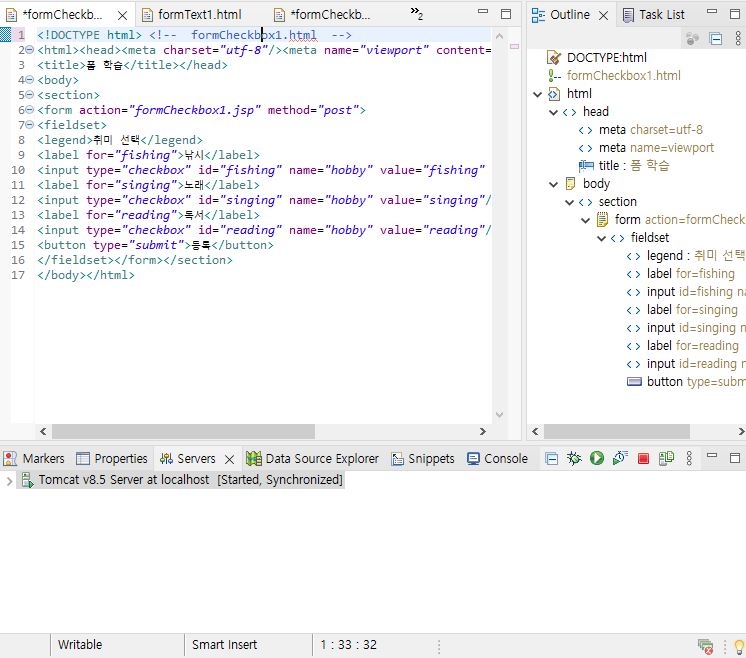 *formCheckb...
formText1.html
*formCheckb...
2
1 <!DOCTYPE html> <!--  formCheckbox1.html  -->
2 <html><head><meta charset="utf-8"/><meta name="viewport" content=
3 <title>폼 학습</title></head>
4 <body>
5 <section>
6 <form action="formCheckbox1.jsp" method="post">
7 <fieldset>
8 <legend>취미 선택</legend>
9 <label for="fishing">낚시</label>
10 <input type="checkbox" id="fishing" name="hobby" value="fishing"
11 <label for="singing">노래</label>
12 <input type="checkbox" id="singing" name="hobby" value="singing"/
13 <label for="reading">독서</label>
14 <input type="checkbox" id="reading" name="hobby" value="reading"/
15 <button type="submit">등록</button>
16 </fieldset></form></section>
17 </body></html>
Outline
Task List
DOCTYPE:html
formCheckbox1.html
html
head
meta charset=utf-8
meta name=viewport
title : 폼 학습
body
section
form action=formCheck
fieldset
legend : 취미 선택
label for=fishing
input id=fishing na
label for=singing
input id=singing n
label for=reading
input id=reading n
button type=subm
Markers
Properties
Servers
Data Source Explorer
Snippets
Console
Tomcat v8.5 Server at localhost  [Started, Synchronized]
Writable
Smart Insert
1 : 33 : 32